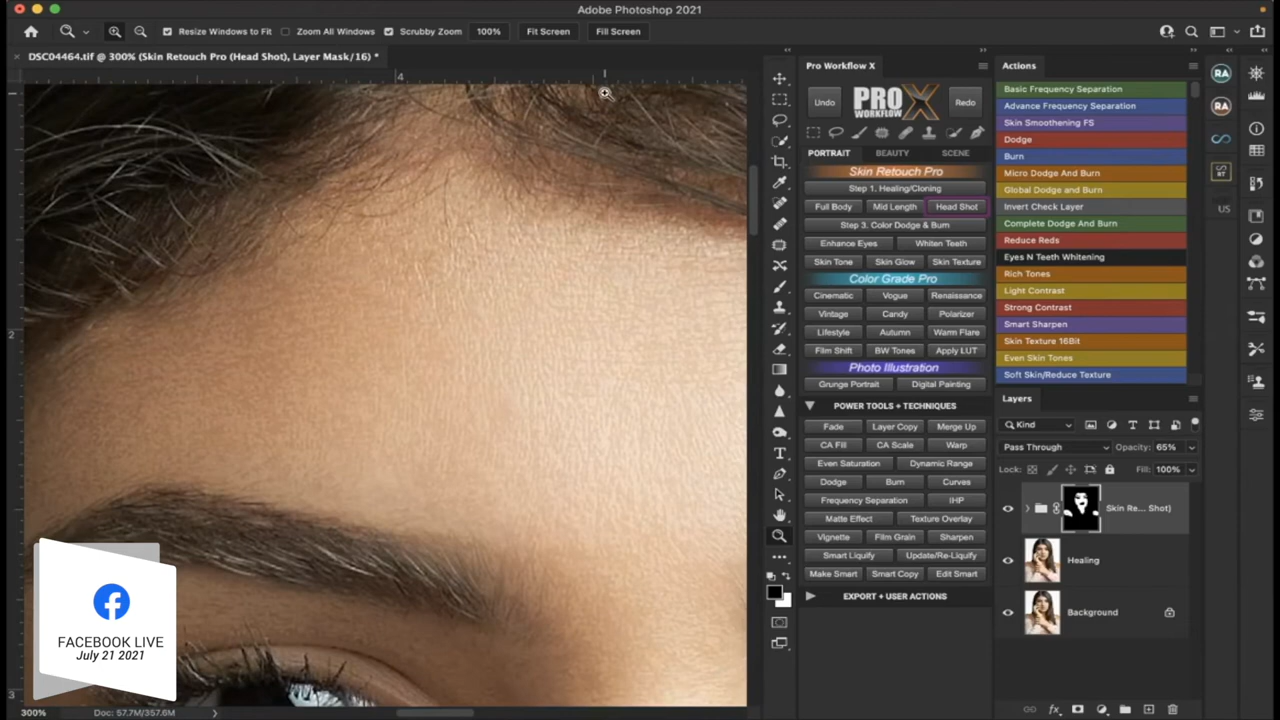 Adobe Photoshop 2021
Resize Windows to Fit Zoom All Windows Scrubby Zoom 100% Fit Screen Fill Screen
DSC04464.tif @ 300% (Skin Retouch Pro (Head Shot), Layer Mask/16) *
4
2
3
Pro Workflow X
Undo PRO WORKFLOW X Redo
PORTRAIT BEAUTY SCENE
Skin Retouch Pro
Step 1. Healing/Cloning
Full Body Mid Length Head Shot
Step 3. Color Dodge & Burn
Enhance Eyes Whiten Teeth
Skin Tone Skin Glow Skin Texture
Color Grade Pro
Cinematic Vogue Renaissance
Vintage Candy Polarizer
Lifestyle Autumn Warm Flare
Film Shift BW Tones Apply LUT
Photo Illustration
Grunge Portrait Digital Painting
POWER TOOLS + TECHNIQUES
Fade Layer Copy Merge Up
CA Fill CA Scale Warp
Even Saturation Dynamic Range
Dodge Burn Curves
Frequency Separation IHP
Matte Effect Texture Overlay
Vignette Film Grain Sharpen
Smart Liquify Update/Re-Liquify
Make Smart Smart Copy Edit Smart
EXPORT + USER ACTIONS
Actions
Basic Frequency Separation
Advance Frequency Separation
Skin Smoothening FS
Dodge
Burn
Micro Dodge And Burn
Global Dodge and Burn
Invert Check Layer
Complete Dodge And Burn
Reduce Reds
Eyes N Teeth Whitening
Rich Tones
Light Contrast
Strong Contrast
Smart Sharpen
Skin Texture 16Bit
Even Skin Tones
Soft Skin/Reduce Texture
Layers
Kind
Pass Through Opacity: 65%
Lock: Fill: 100%
Skin Re... Shot)
Healing
Background
RA
RA
BT
US
FACEBOOK LIVE
July 21 2021
300% Doc: 57.7M/357.6M